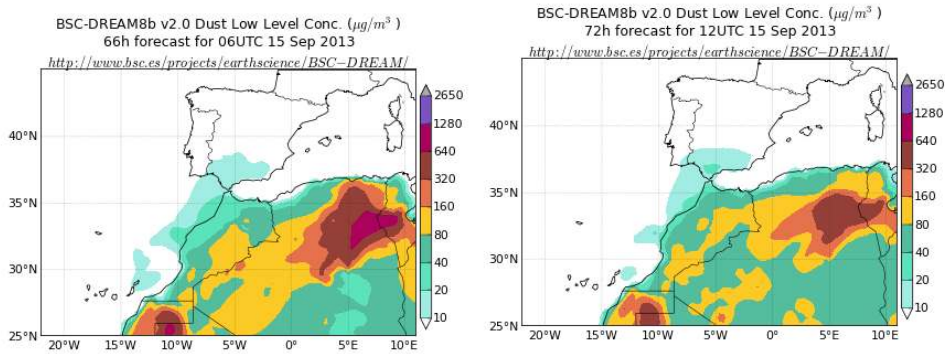 BSC-DREAM8b v2.0 Dust Low Level Conc. (μg/m³)
66h forecast for 06UTC 15 Sep 2013
http://www.bsc.es/projects/earthscience/BSC-DREAM/
40°N
35°N
30°N
25°N
20°W 15°W 10°W 5°W 0°E 5°E 10°E
2650
1280
640
320
160
80
40
20
10
BSC-DREAM8b v2.0 Dust Low Level Conc. (μg/m³)
72h forecast for 12UTC 15 Sep 2013
http://www.bsc.es/projects/earthscience/BSC-DREAM/
40°N
35°N
30°N
25°N
20°W 15°W 10°W 5°W 0°E 5°E 10°E
2650
1280
640
320
160
80
40
20
10